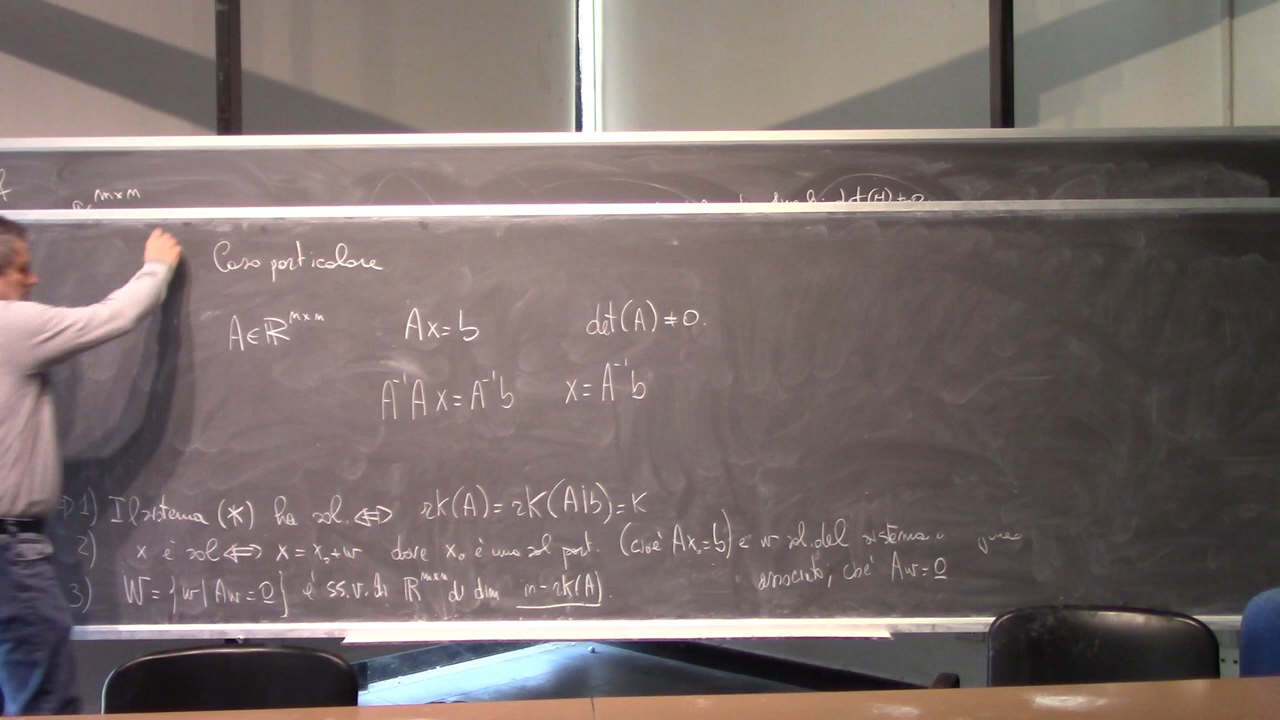 m×n
det(M)≠0
Caso particolare
A∈ℝ^{n×n} Ax=b det(A)≠0.
A⁻¹Ax=A⁻¹b x=A⁻¹b
⇒ 1) Il sistema (*) ha sol. ⇔ rk(A)=rk(A|b)=K
2) x è sol ⇔ x=x₀+w dove x₀ è una sol part. (cioè Ax₀=b) e w sol. del sistema
associato, cioè Aw=0
3) W={w|Aw=0} è ss.v. di ℝ^{m×n} di dim n-rk(A).